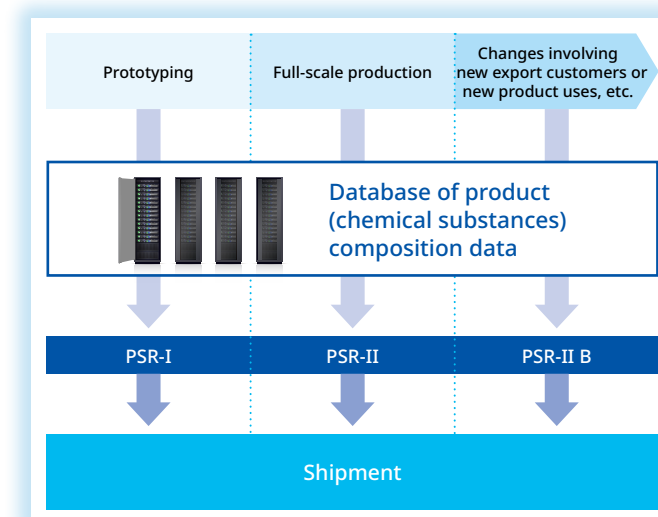 Prototyping
Full-scale production
Changes involving
new export customers or
new product uses, etc.
Database of product
(chemical substances)
composition data
PSR-I
PSR-II
PSR-II B
Shipment